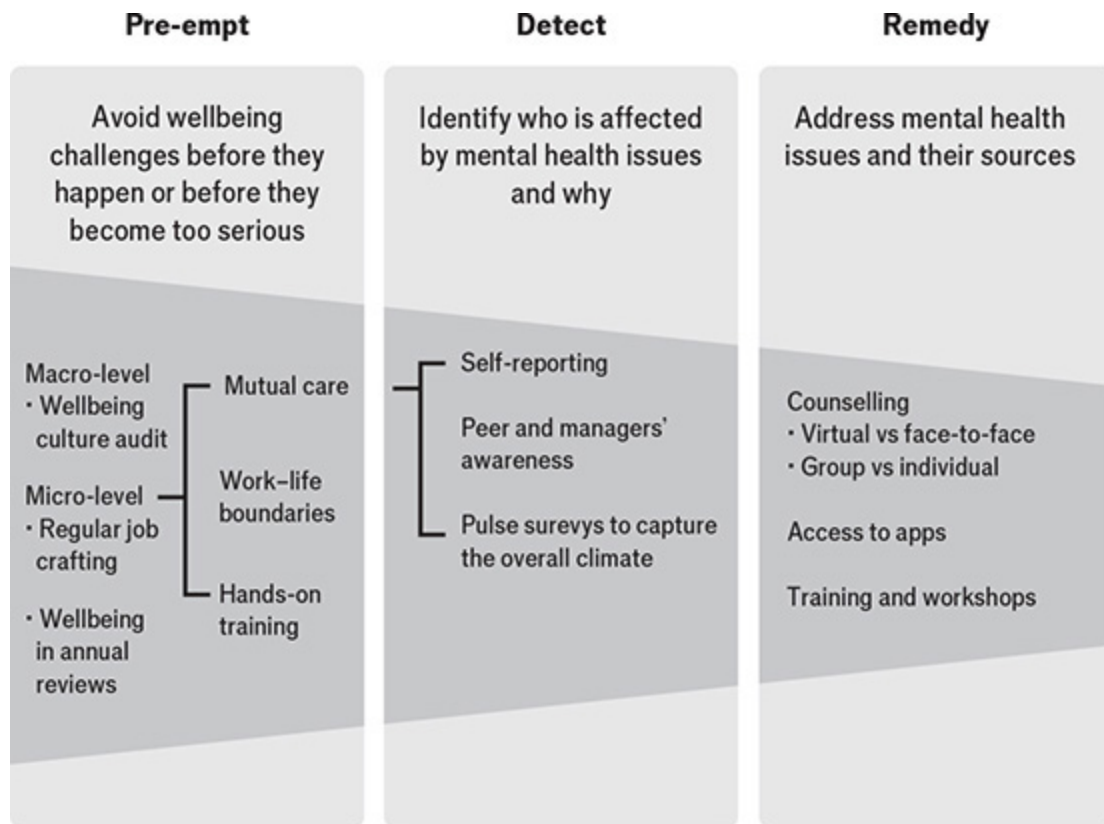 Pre-empt
Avoid wellbeing
challenges before they
happen or before they
become too serious
Macro-level
· Wellbeing
culture audit
Micro-level
· Regular job
crafting
· Wellbeing
in annual
reviews
Mutual care
Work–life
boundaries
Hands-on
training
Detect
Identify who is affected
by mental health issues
and why
Self-reporting
Peer and managers’
awareness
Pulse surevys to capture
the overall climate
Remedy
Address mental health
issues and their sources
Counselling
· Virtual vs face-to-face
· Group vs individual
Access to apps
Training and workshops